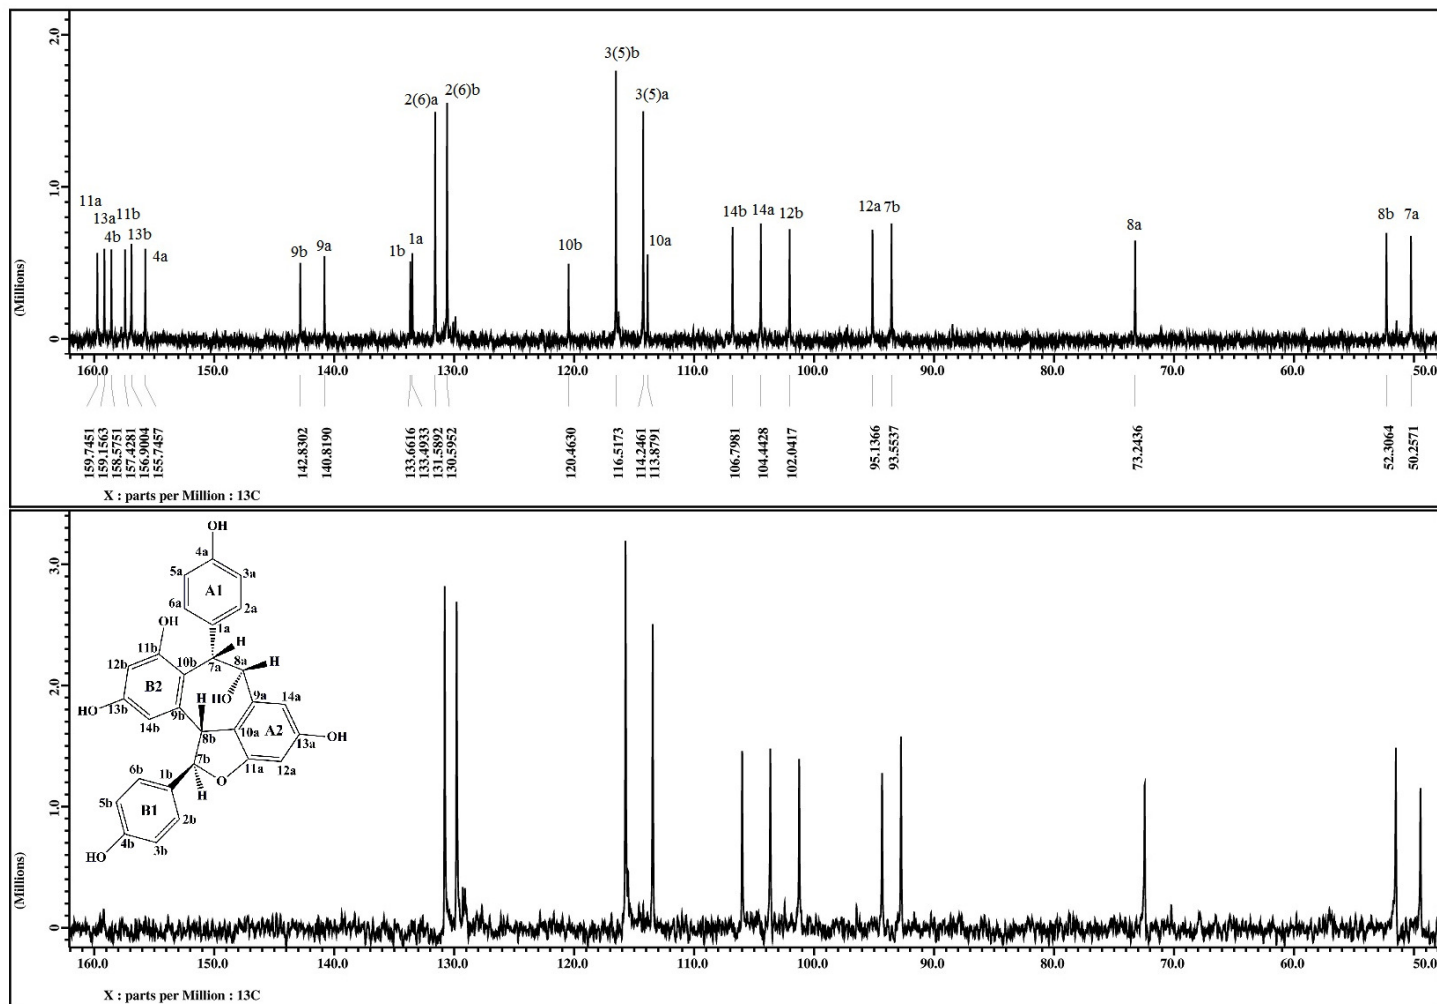 2.0
1.0
0
(Millions)
3(5)b
2(6)b
2(6)a
3(5)a
11a
13a
11b
4b
13b
4a
9b
9a
1b
1a
10b
10a
14b
14a
12b
12a
7b
8a
8b
7a
160.0 150.0 140.0 130.0 120.0 110.0 100.0 90.0 80.0 70.0 60.0 50.0
159.7451
159.1563
158.5751
157.4281
156.9004
155.7457
142.8302
140.8190
133.6616
133.4933
131.5892
130.5952
120.4630
116.5173
114.2461
113.8791
106.7981
104.4428
102.0417
95.1366
93.5537
73.2436
52.3064
50.2571
X : parts per Million : 13C
3.0
2.0
1.0
0
(Millions)
OH
4a
5a 3a
A1
6a 2a
OH 1a
11b H
12b 10b 7a 8a H
B2 HO 9a 14a
HO 13b H
9b A2
14b 8b 10a 13a OH
7b 11a 12a
6b 1b O
H
5b B1 2b
4b 3b
HO
160.0 150.0 140.0 130.0 120.0 110.0 100.0 90.0 80.0 70.0 60.0 50.0
X : parts per Million : 13C